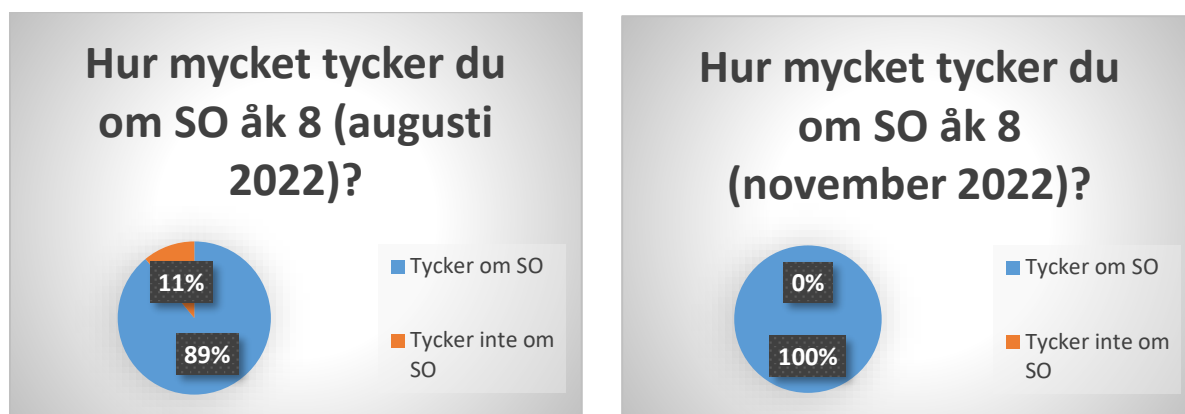 Hur mycket tycker du
om SO åk 8 (augusti
2022)?
11%
89%
Tycker om SO
Tycker inte om
SO
Hur mycket tycker du
om SO åk 8
(november 2022)?
0%
100%
Tycker om SO
Tycker inte om
SO